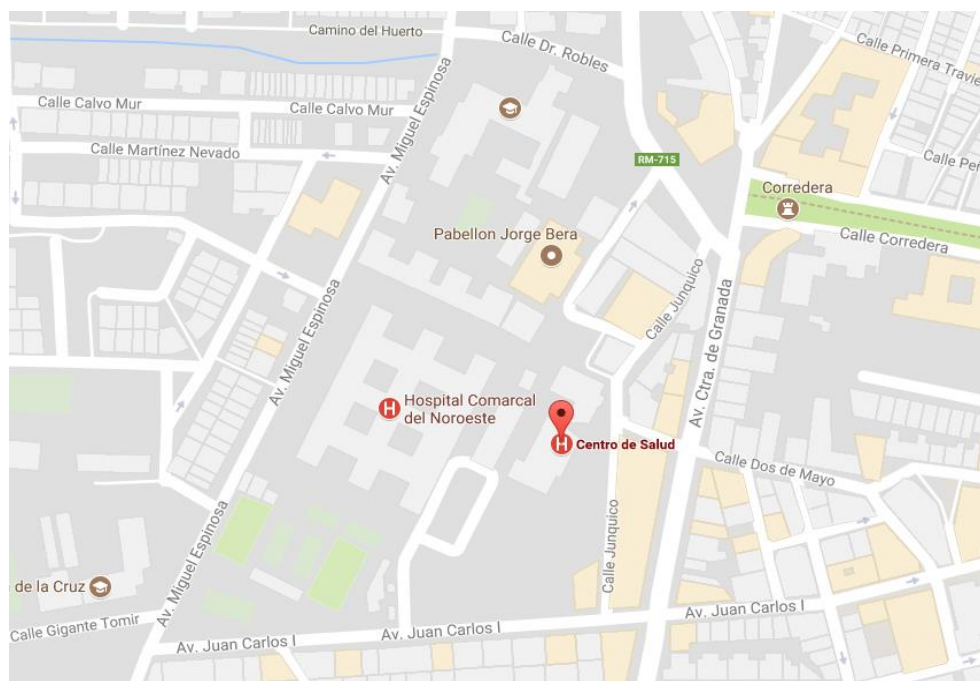 Camino del Huerto
Calle Dr. Robles
Calle Primera Travie
Calle Calvo Mur
Calle Calvo Mur
Av. Miguel Espinosa
Calle Martínez Nevado
RM-715
Calle Per
Corredera
Calle Corredera
Pabellon Jorge Bera
Calle Junquico
Av. Miguel Espinosa
Av. Ctra. de Granada
H
Hospital Comarcal
del Noroeste
H
Centro de Salud
Calle Dos de Mayo
Av. Miguel Espinosa
Calle Junquico
de la Cruz
Calle Gigante Tomir
Av. Juan Carlos I
Av. Juan Carlos I
Av. Juan Carlos I